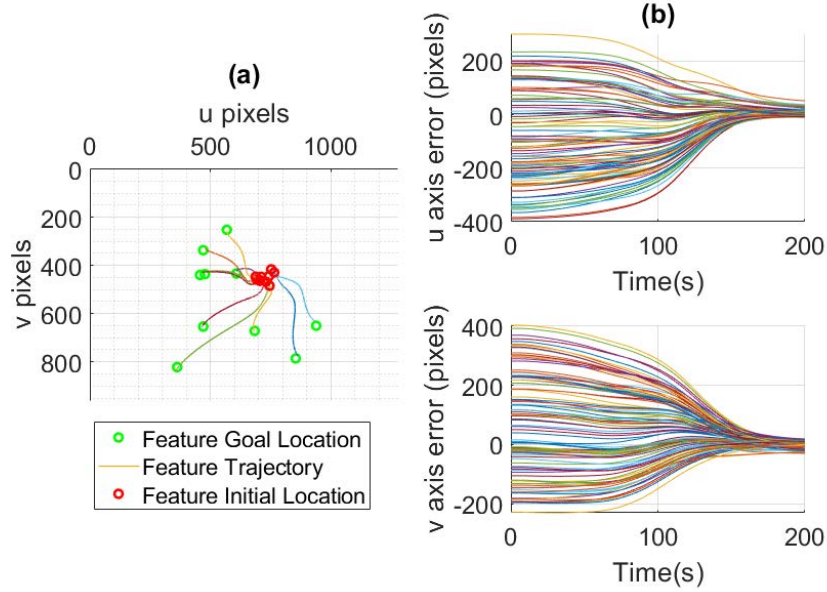 (a)
u pixels
0 500 1000
0
200
400
600
800
v pixels
Feature Goal Location
Feature Trajectory
Feature Initial Location
(b)
200
0
-200
-400
u axis error (pixels)
0 100 200
Time(s)
400
200
0
-200
v axis error (pixels)
0 100 200
Time(s)